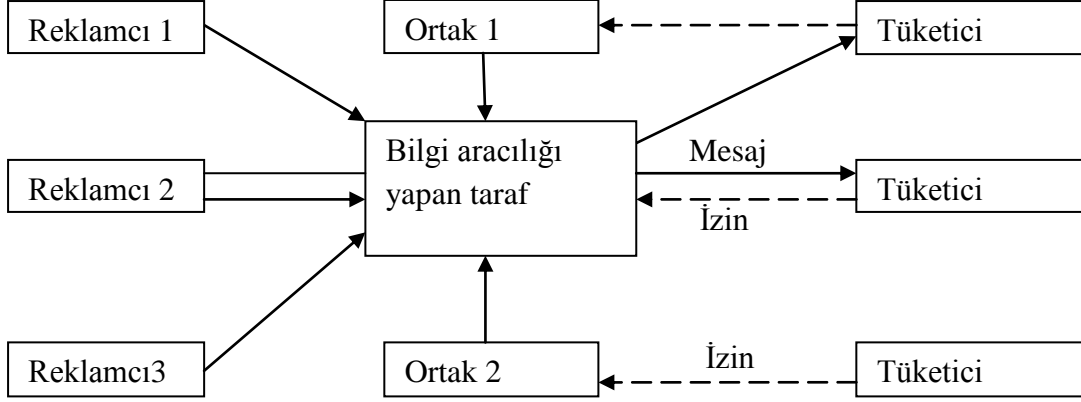 Reklamcı 1
Ortak 1
Tüketici
Bilgi aracılığı
yapan taraf
Mesaj
Reklamcı 2
Tüketici
İzin
Reklamcı3
Ortak 2
İzin
Tüketici